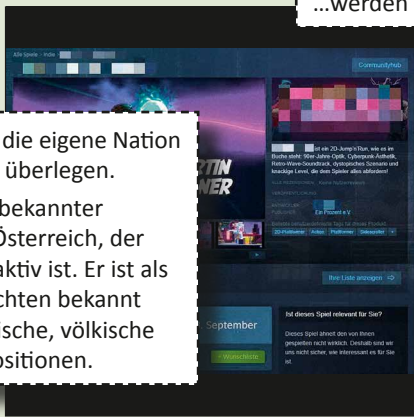 ...werden
Alle Spiele > Indie >
Communityhub
ist ein 2D-Jump'n'Run, wie es im
Buche steht: 90er-Jahre-Optik, Cyberpunk-Ästhetik,
Retro-Wave-Soundtrack, dystopisches Szenario und
knackige Level, die dem Spieler alles abfordern!
Ein Prozent e.V.
2D-Plattformer Action Plattformer Sidescroller +
RTIN
NER
die eigene Nation
überlegen.
bekannter
Österreich, der
aktiv ist. Er ist als
chten bekannt
ische, völkische
ositionen.
Ihre Liste anzeigen
September
+ Wunschliste
Ist dieses Spiel relevant für Sie?
Dieses Spiel ähnelt den von Ihnen
gespielten nicht wirklich. Deshalb sind wir
uns nicht sicher, wie interessant es für Sie
ist.